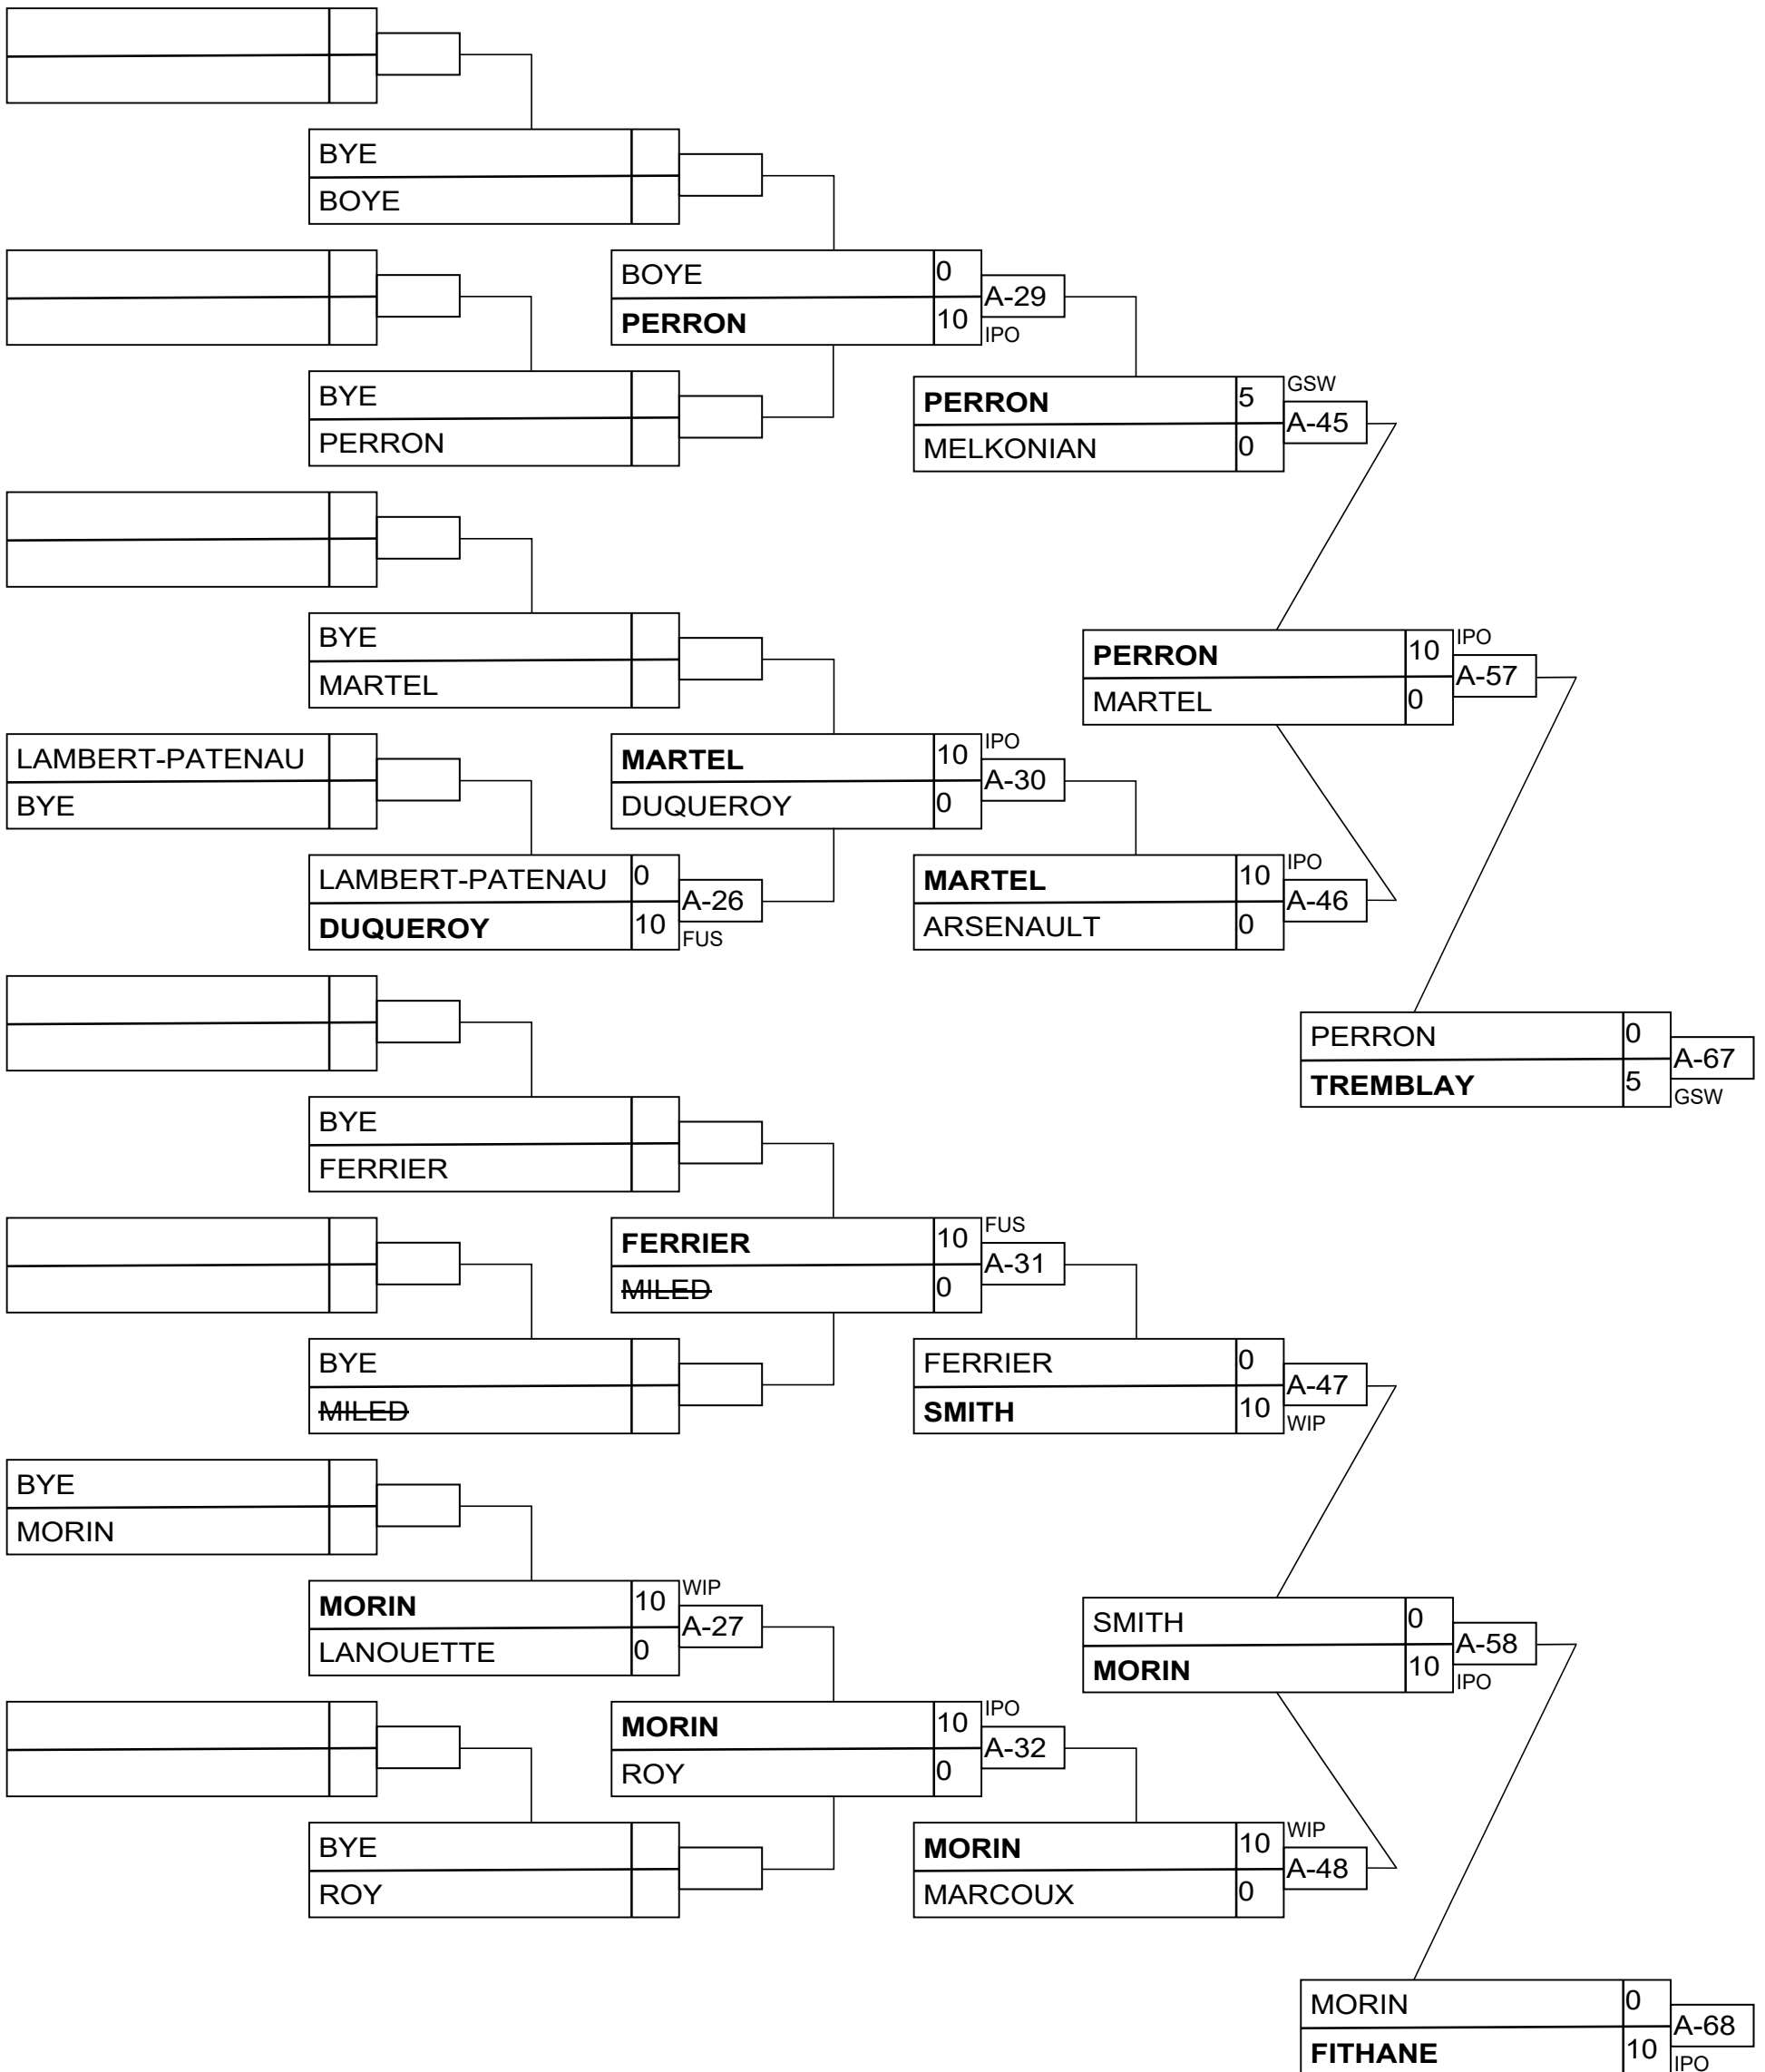 BYE
BOYE
BOYE 0
A-29
PERRON 10
IPO
BYE
PERRON
PERRON 5
GSW
A-45
MELKONIAN 0
BYE
MARTEL
PERRON 10
IPO
A-57
MARTEL 0
LAMBERT-PATENAU
BYE
MARTEL 10
IPO
A-30
DUQUEROY 0
LAMBERT-PATENAU 0
A-26
DUQUEROY 10
FUS
MARTEL 10
IPO
A-46
ARSENAULT 0
PERRON 0
A-67
TREMBLAY 5
GSW
BYE
FERRIER
FERRIER 10
FUS
A-31
MILED 0
BYE
MILED
FERRIER 0
A-47
SMITH 10
WIP
BYE
MORIN
MORIN 10
WIP
A-27
LANOUETTE 0
SMITH 0
A-58
MORIN 10
IPO
MORIN 10
IPO
A-32
ROY 0
BYE
ROY
MORIN 10
WIP
A-48
MARCOUX 0
MORIN 0
A-68
FITHANE 10
IPO